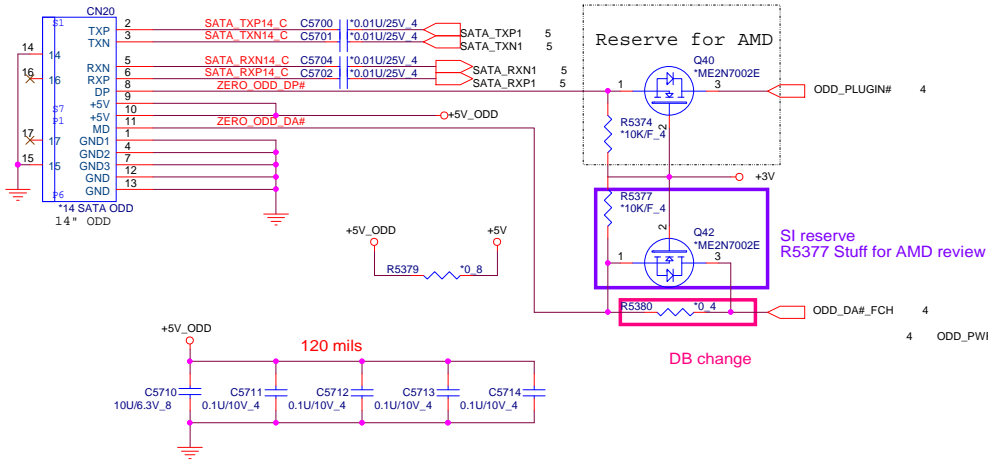 CN20
S1
TXP
TXN
RXN
RXP
DP
+5V
+5V
MD
GND1
GND2
GND3
GND
GND
S7
P1
P6
2
3
5
6
8
9
10
11
1
4
7
12
13
14
14
16
16
17
17
15
15
*14 SATA ODD
14" ODD
SATA_TXP14_C C5700 *0.01U/25V_4 SATA_TXP1 5
SATA_TXN14_C C5701 *0.01U/25V_4 SATA_TXN1 5
SATA_RXN14_C C5704 *0.01U/25V_4 SATA_RXN1 5
SATA_RXP14_C C5702 *0.01U/25V_4 SATA_RXP1 5
ZERO_ODD_DP#
+5V_ODD
ZERO_ODD_DA#
Reserve for AMD
Q40
*ME2N7002E
1
3
2
ODD_PLUGIN# 4
R5374
*10K/F_4
+3V
R5377
*10K/F_4
2
Q42
*ME2N7002E
1
3
SI reserve
R5377 Stuff for AMD review
R5380 *0_4
ODD_DA#_FCH 4
4
DB change
+5V_ODD
+5V
R5379 *0_8
+5V_ODD
120 mils
C5710
10U/6.3V_8
C5711
0.1U/10V_4
C5712
0.1U/10V_4
C5713
0.1U/10V_4
C5714
0.1U/10V_4